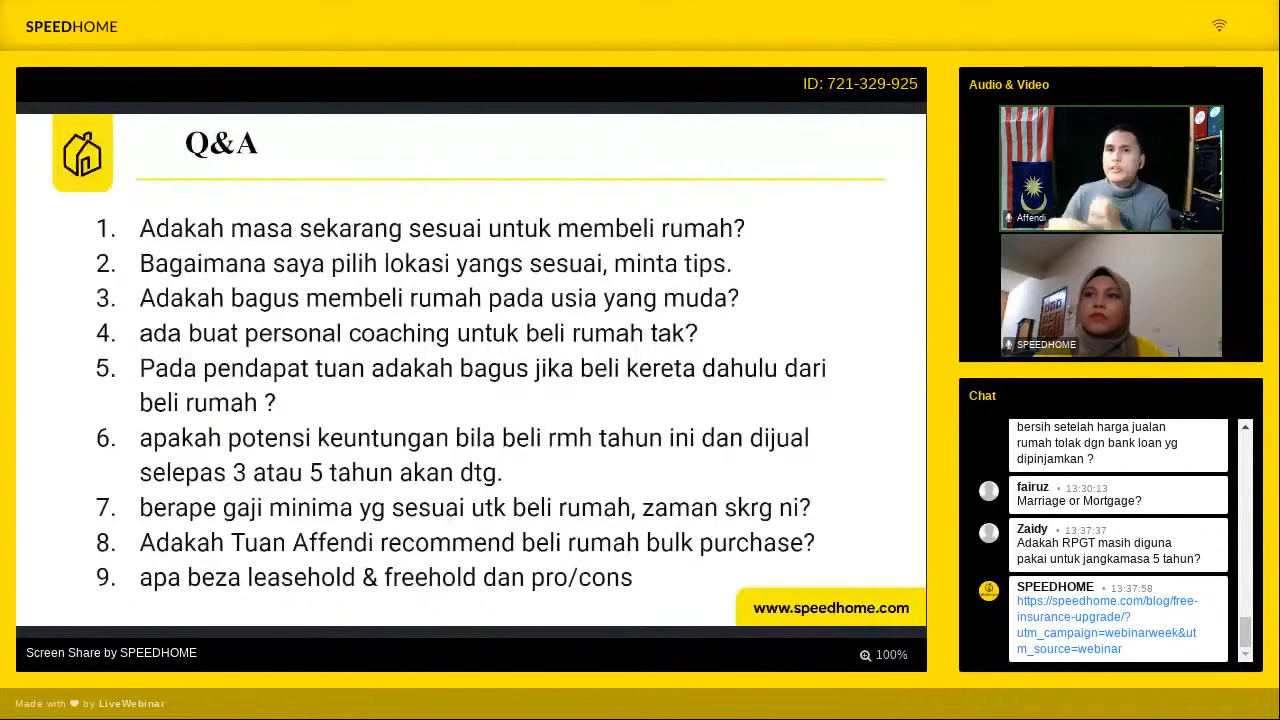 SPEEDHOME
ID: 721-329-925
Q&A
1. Adakah masa sekarang sesuai untuk membeli rumah?
2. Bagaimana saya pilih lokasi yangs sesuai, minta tips.
3. Adakah bagus membeli rumah pada usia yang muda?
4. ada buat personal coaching untuk beli rumah tak?
5. Pada pendapat tuan adakah bagus jika beli kereta dahulu dari
beli rumah ?
6. apakah potensi keuntungan bila beli rmh tahun ini dan dijual
selepas 3 atau 5 tahun akan dtg.
7. berape gaji minima yg sesuai utk beli rumah, zaman skrg ni?
8. Adakah Tuan Affendi recommend beli rumah bulk purchase?
9. apa beza leasehold & freehold dan pro/cons
www.speedhome.com
Screen Share by SPEEDHOME
100%
Audio & Video
Affendi
SPEEDHOME
Chat
bersih setelah harga jualan
rumah tolak dgn bank loan yg
dipinjamkan ?
fairuz • 13:30:13
Marriage or Mortgage?
Zaidy • 13:37:37
Adakah RPGT masih diguna
pakai untuk jangkamasa 5 tahun?
SPEEDHOME • 13:37:58
https://speedhome.com/blog/free-
insurance-upgrade/?
utm_campaign=webinarweek&ut
m_source=webinar
Made with ❤ by LiveWebinar